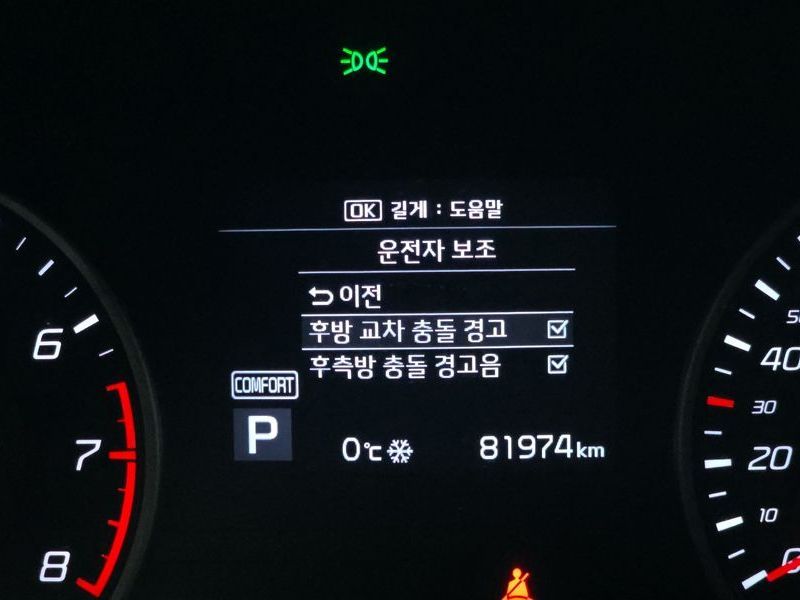 OK 길게 : 도움말
운전자 보조
이전
후방 교차 충돌 경고
후측방 충돌 경고음
COMFORT
P
0℃
81974km
6
7
8
40
30
20
10
0